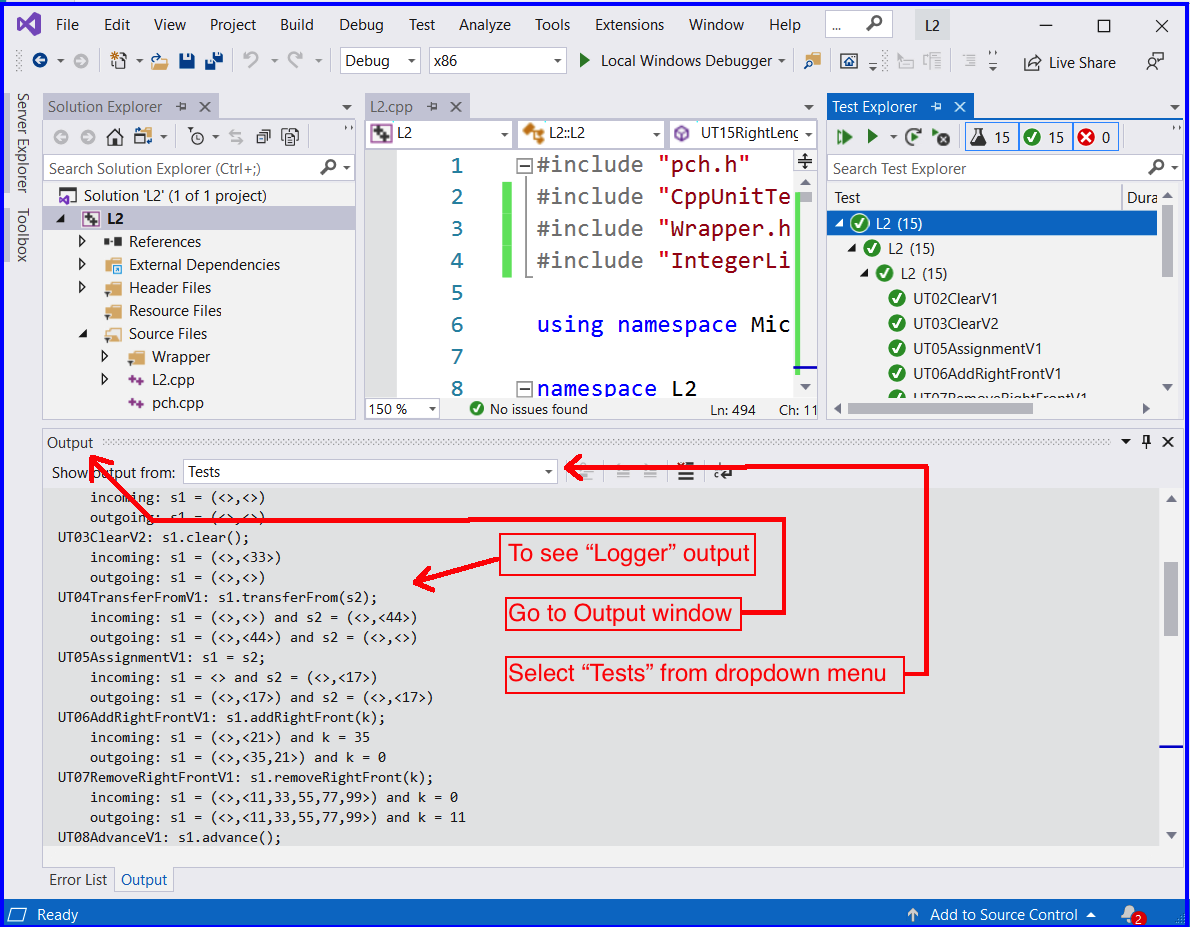 File Edit View Project Build Debug Test Analyze Tools Extensions Window Help ... L2
Debug x86 Local Windows Debugger Live Share
Server Explorer
Toolbox
Solution Explorer
Search Solution Explorer (Ctrl+;)
Solution 'L2' (1 of 1 project)
L2
References
External Dependencies
Header Files
Resource Files
Source Files
Wrapper
L2.cpp
pch.cpp
L2.cpp
L2 L2::L2 UT15RightLeng
1 #include "pch.h"
2 #include "CppUnitTe
3 #include "Wrapper.h
4 #include "IntegerLi
5
6 using namespace Mic
7
8 namespace L2
150 % No issues found Ln: 494 Ch: 11
Test Explorer
15 15 0
Search Test Explorer
Test Dura
L2 (15)
L2 (15)
L2 (15)
UT02ClearV1
UT03ClearV2
UT05AssignmentV1
UT06AddRightFrontV1
UT07RemoveRightFrontV1
Output
Show output from: Tests
incoming: s1 = (<>,<>)
outgoing: s1 = (<>,<>)
UT03ClearV2: s1.clear();
incoming: s1 = (<>,<33>)
outgoing: s1 = (<>,<>)
UT04TransferFromV1: s1.transferFrom(s2);
incoming: s1 = (<>,<>) and s2 = (<>,<44>)
outgoing: s1 = (<>,<44>) and s2 = (<>,<>)
UT05AssignmentV1: s1 = s2;
incoming: s1 = <> and s2 = (<>,<17>)
outgoing: s1 = (<>,<17>) and s2 = (<>,<17>)
UT06AddRightFrontV1: s1.addRightFront(k);
incoming: s1 = (<>,<21>) and k = 35
outgoing: s1 = (<>,<35,21>) and k = 0
UT07RemoveRightFrontV1: s1.removeRightFront(k);
incoming: s1 = (<>,<11,33,55,77,99>) and k = 0
outgoing: s1 = (<>,<11,33,55,77,99>) and k = 11
UT08AdvanceV1: s1.advance();
To see “Logger” output
Go to Output window
Select “Tests” from dropdown menu
Error List Output
Ready Add to Source Control 2